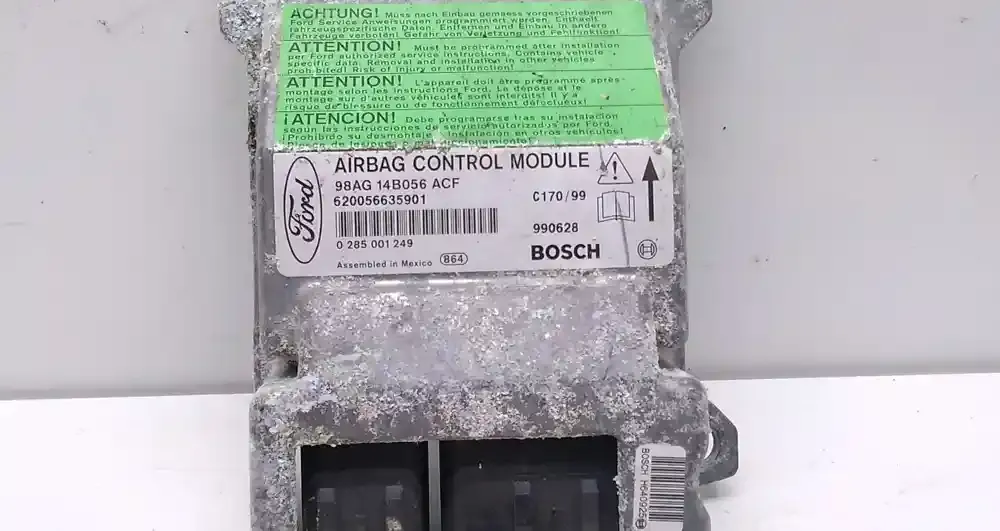 ACHTUNG! Muss nach Einbau gemaess vorgeschriebenen
Ford Service Anweisungen programmiert werden. Enthaelt
fahrzeugspezifische Daten. Entfernen und Einbau in andere
Fahrzeuge verboten! Gefahr von Verletzung und Fehlfunktion!
ATTENTION! Must be programmed after installation
per Ford authorized service instructions. Contains vehicle
specific data. Removal and installation in other vehicles
prohibited! Risk of injury or malfunction!
ATTENTION! L'appareil doit être programmé après
montage selon les instructions Ford. La dépose et le
montage sur d'autres véhicules sont interdits! Il y a
risque de blessure ou de fonctionnement défectueux!
¡ATENCION! Debe programarse tras su instalación
según las instrucciones de servicio autorizados por Ford.
¡Prohibido su desmontaje instalación en otros vehículos!
Ford
AIRBAG CONTROL MODULE
98AG 14B056 ACF
620056635901
C170/99
990628
0 285 001 249
BOSCH
Assembled in Mexico 864
BOSCH